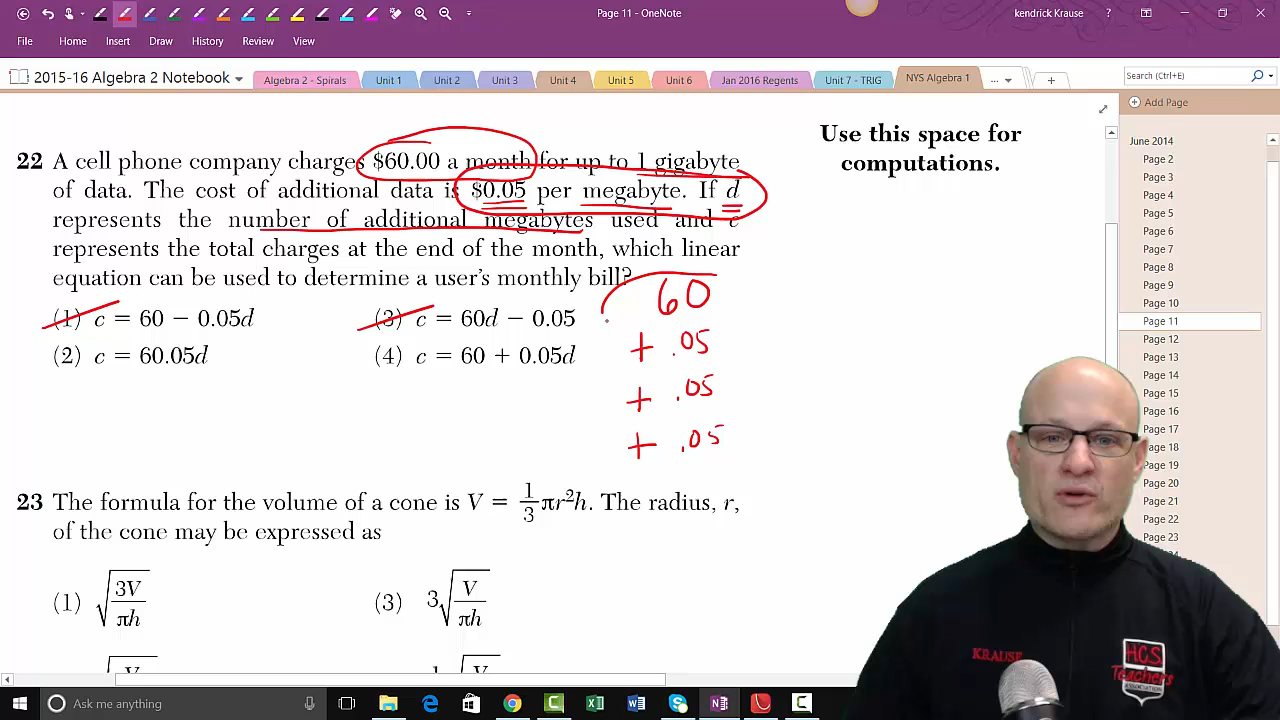 Page 11 - OneNote
kendrick Krause
?
File Home Insert Draw History Review View
2015-16 Algebra 2 Notebook
Algebra 2 - Spirals
Unit 1
Unit 2
Unit 3
Unit 4
Unit 5
Unit 6
Jan 2016 Regents
Unit 7 - TRIG
NYS Algebra 1
...
+
Search (Ctrl+E)
22 A cell phone company charges $60.00 a month for up to 1 gigabyte
of data. The cost of additional data is $0.05 per megabyte. If d
represents the number of additional megabytes used and c
represents the total charges at the end of the month, which linear
equation can be used to determine a user's monthly bill?
(1) c = 60 − 0.05d
(3) c = 60d − 0.05
(2) c = 60.05d
(4) c = 60 + 0.05d
60
+ .05
+ .05
+ .05
Use this space for
computations.
23 The formula for the volume of a cone is V = 1/3 πr²h. The radius, r,
of the cone may be expressed as
(1) √(3V/πh)
(3) 3√(V/πh)
Add Page
June 2014
Page 2
Page 3
Page 4
Page 5
Page 6
Page 7
Page 8
Page 9
Page 10
Page 11
Page 12
Page 13
Page 14
Page 15
Page 16
Page 17
Page 18
Page 19
Page 20
Page 21
Page 22
Page 23
KRAUSE
H.C.S.
Teachers
ASSOCIATION
Ask me anything